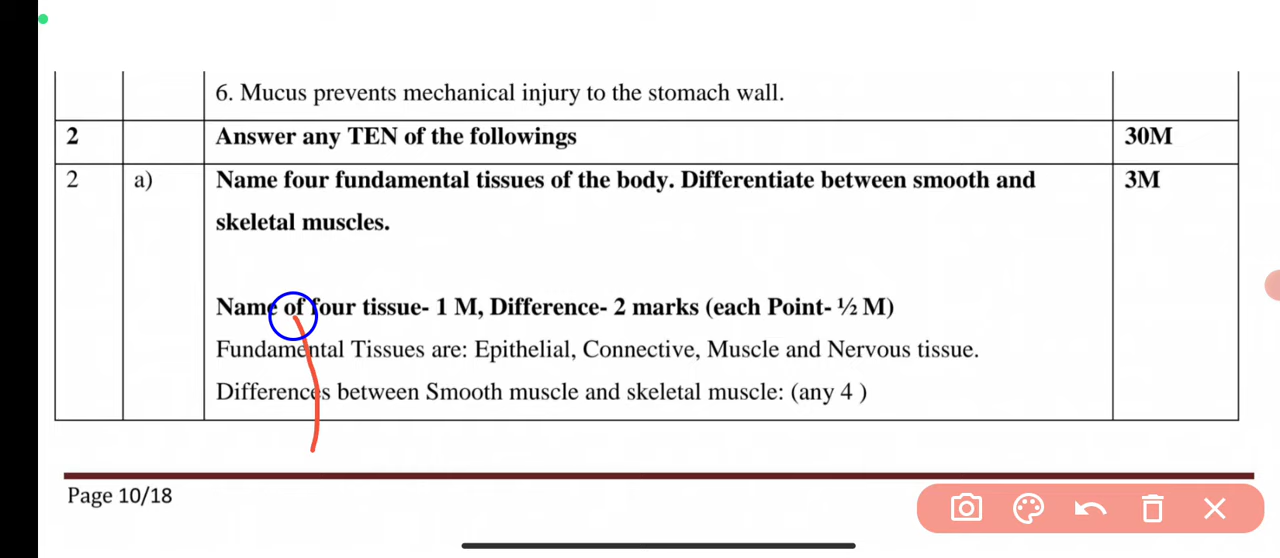 6. Mucus prevents mechanical injury to the stomach wall.
2 Answer any TEN of the followings 30M
2 a) Name four fundamental tissues of the body. Differentiate between smooth and 3M
skeletal muscles.
Name of four tissue- 1 M, Difference- 2 marks (each Point- ½ M)
Fundamental Tissues are: Epithelial, Connective, Muscle and Nervous tissue.
Differences between Smooth muscle and skeletal muscle: (any 4 )
Page 10/18